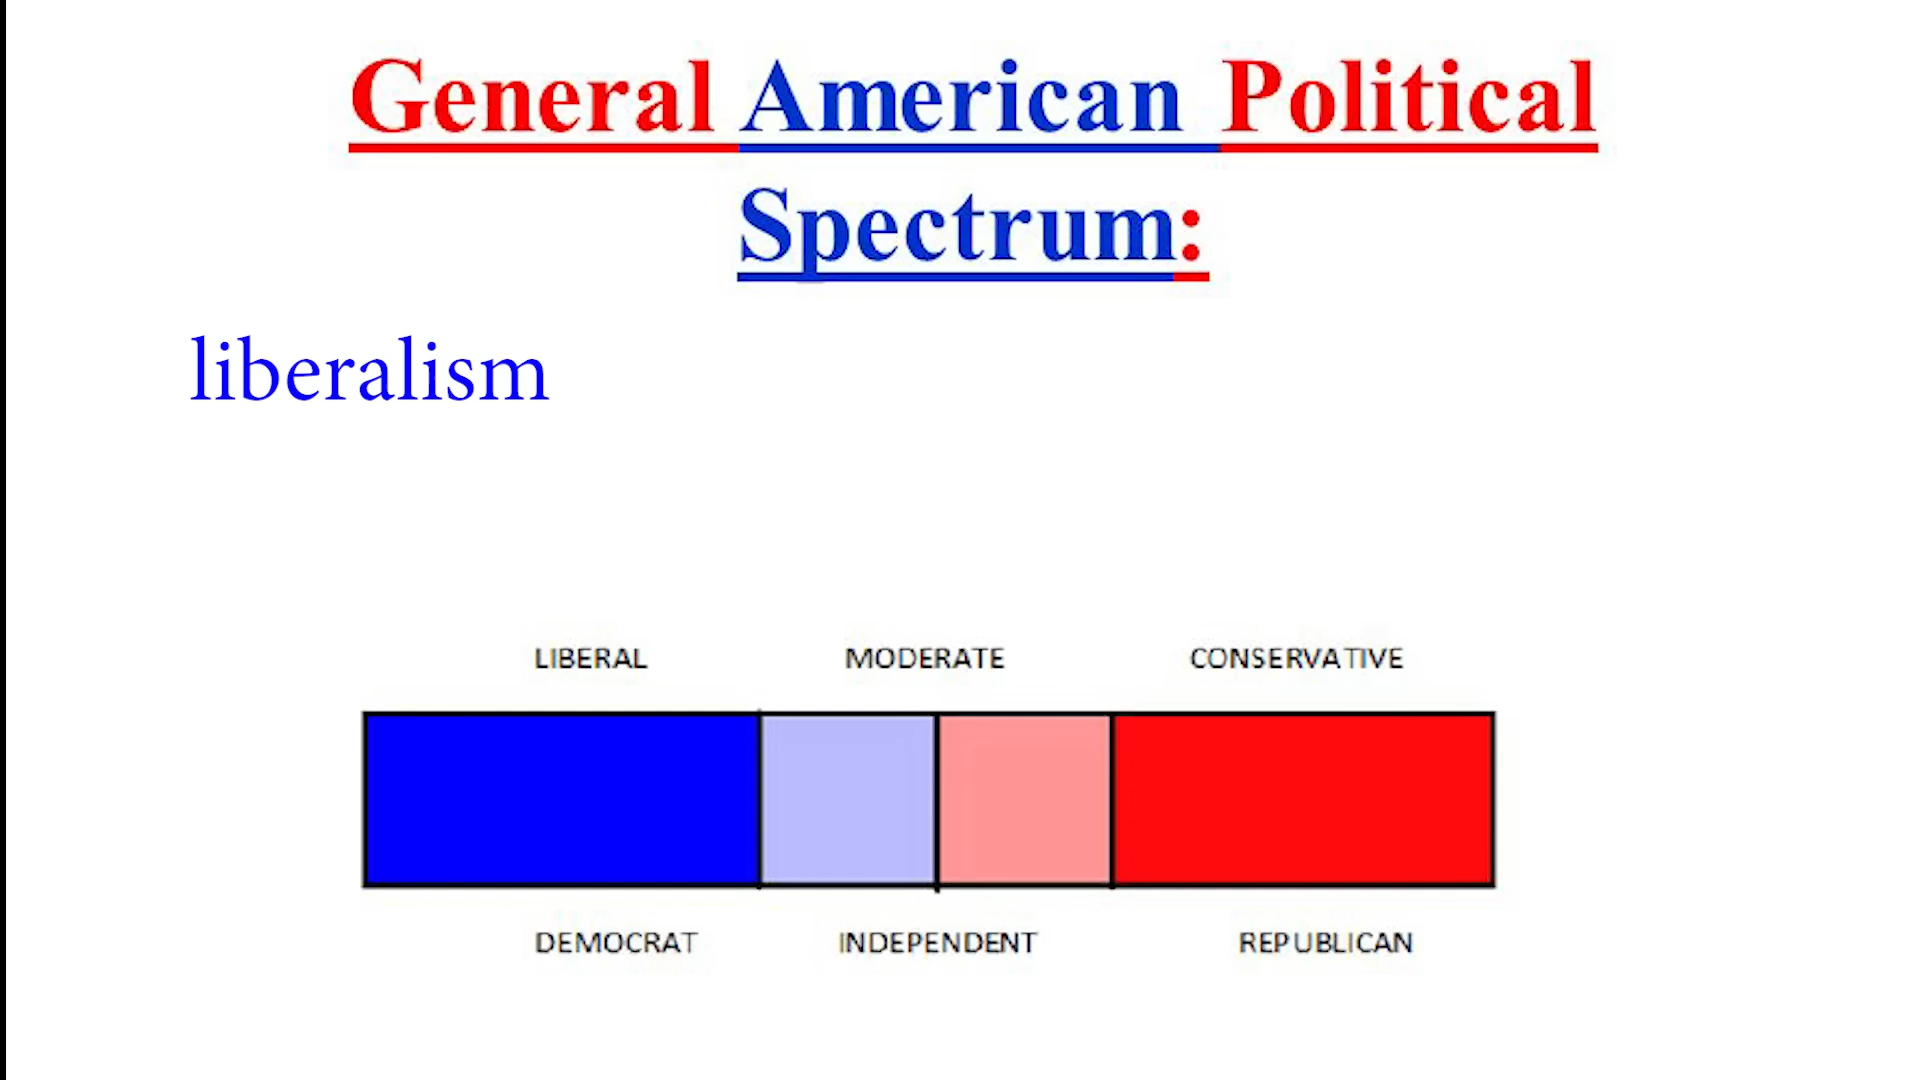 General American Political
Spectrum:
liberalism
LIBERAL MODERATE CONSERVATIVE
DEMOCRAT INDEPENDENT REPUBLICAN